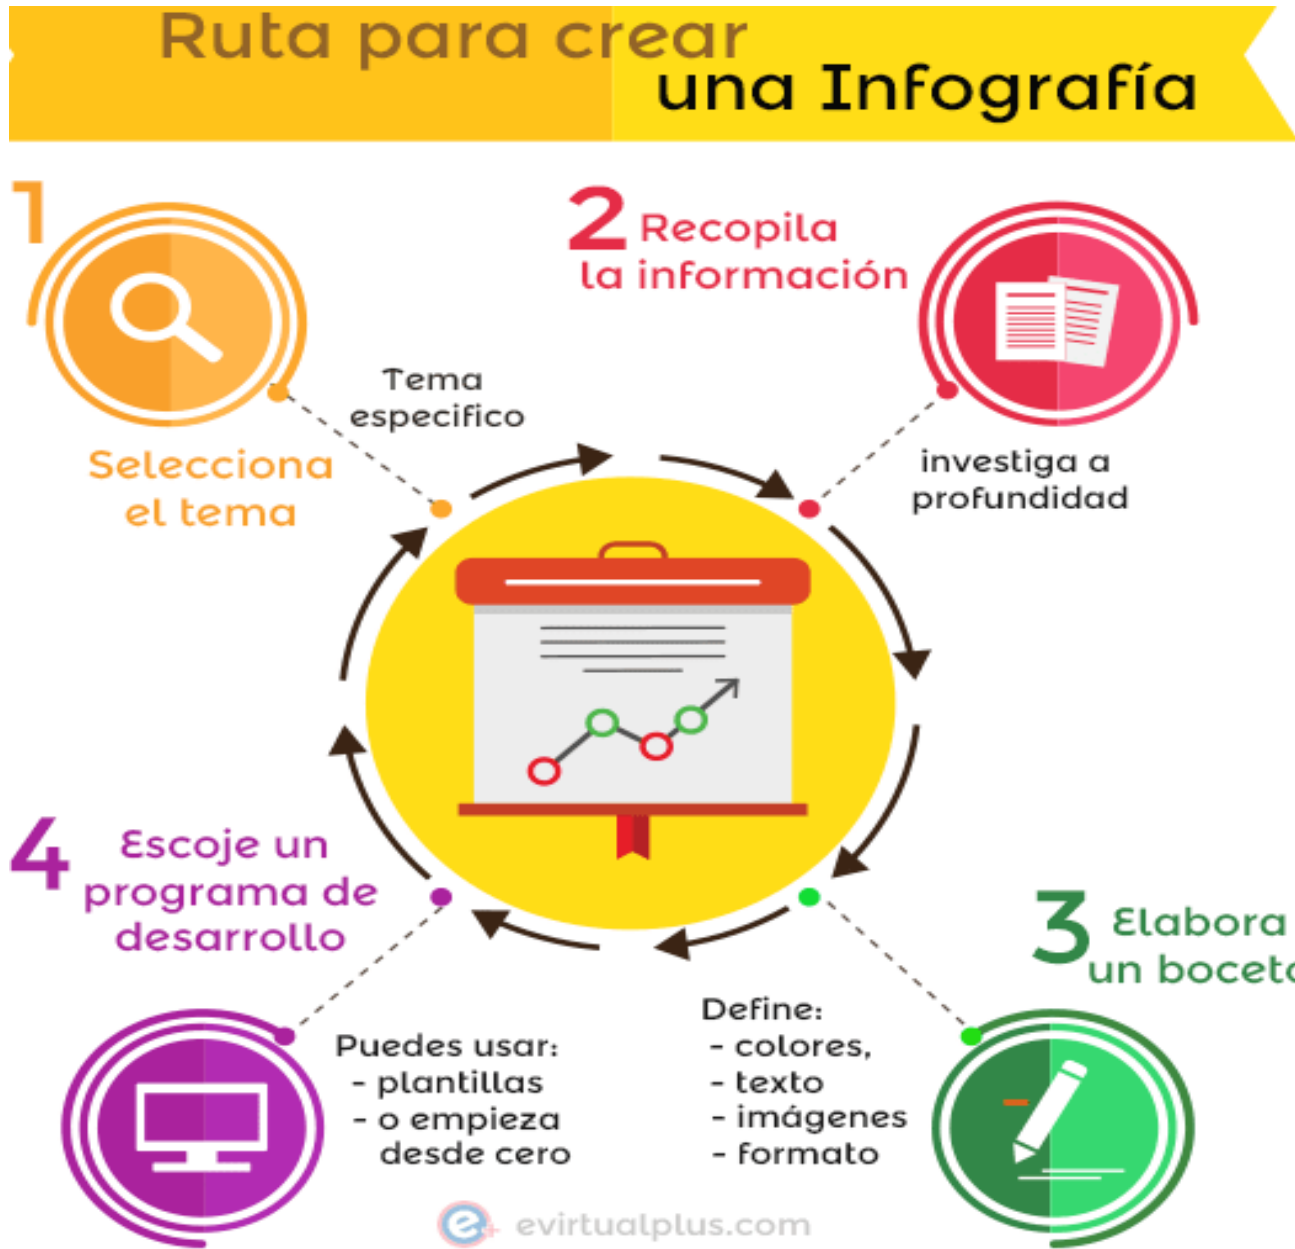 Ruta para crear
una Infografía
1
Selecciona
el tema
Tema
especifico
2 Recopila
la información
investiga a
profundidad
3 Elabora
un boceto
Define:
- colores,
- texto
- imágenes
- formato
4 Escoje un
programa de
desarrollo
Puedes usar:
- plantillas
- o empieza
desde cero
e+ evirtualplus.com